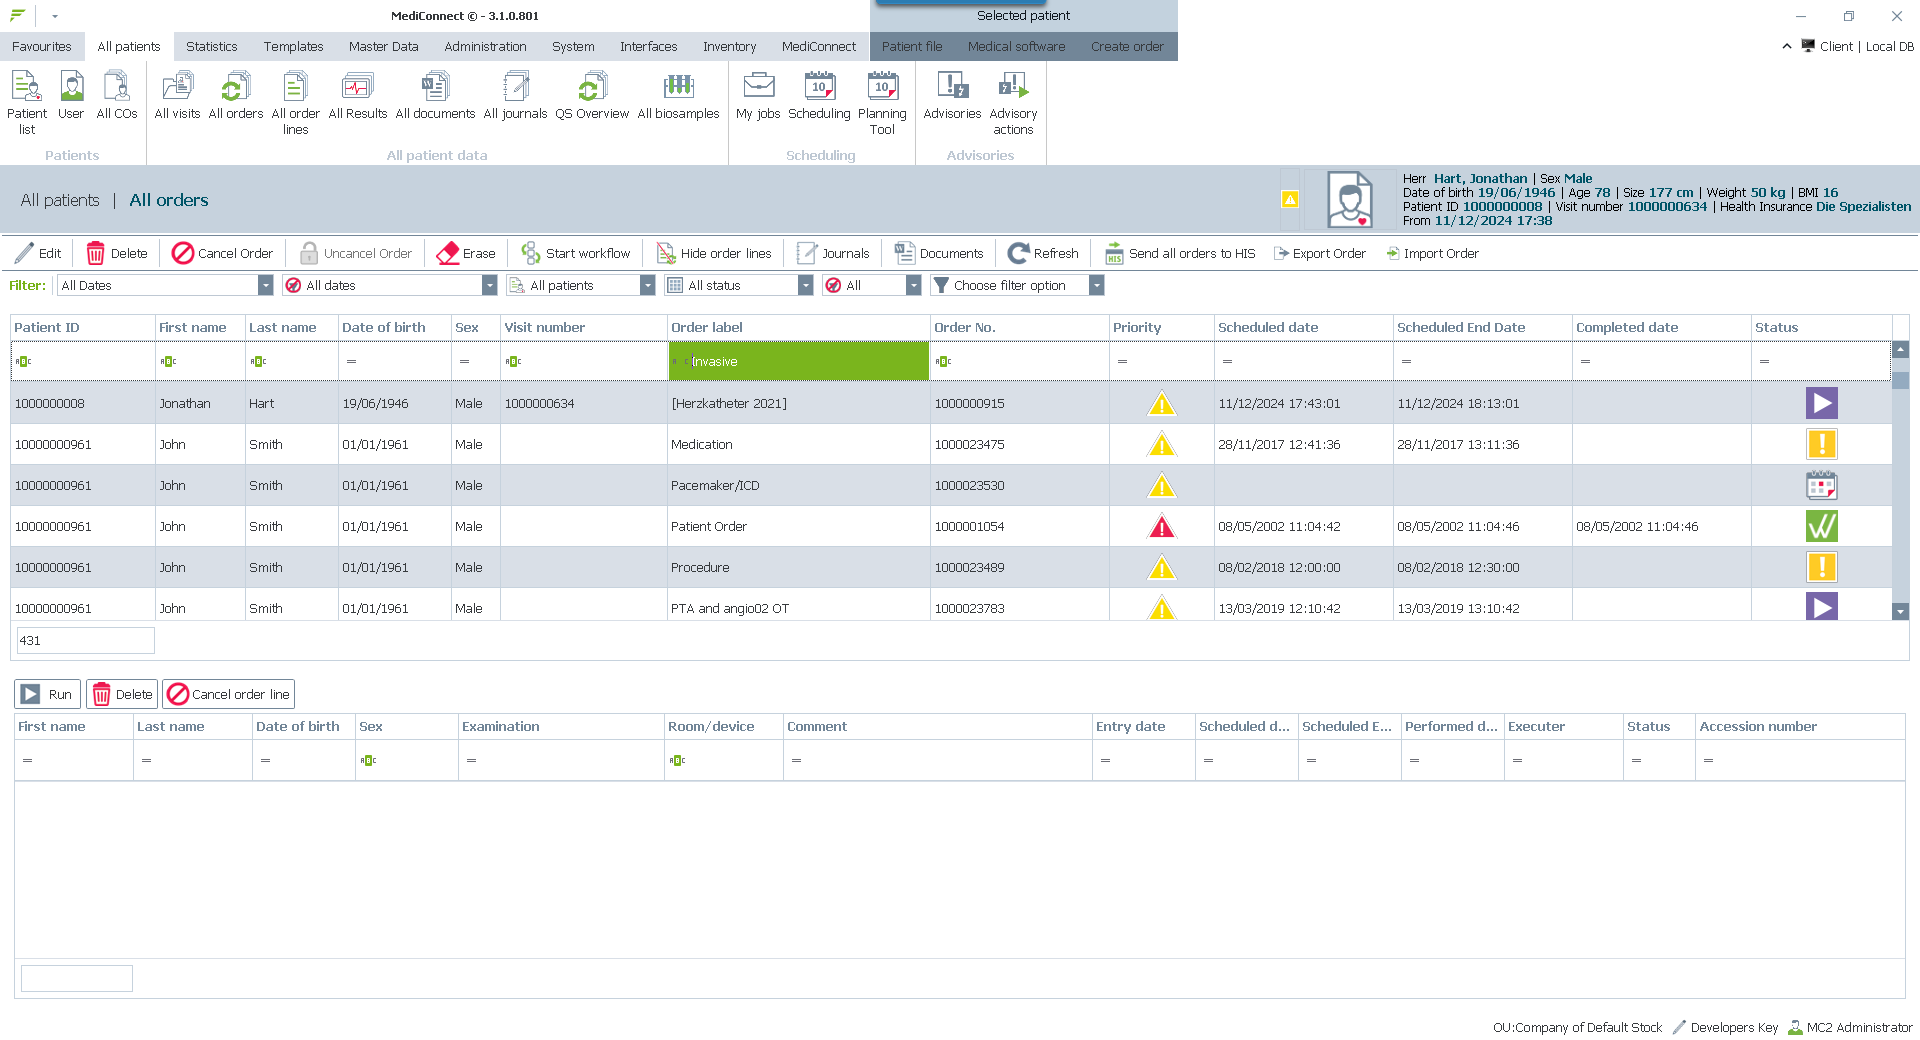 MediConnect © - 3.1.0.801
Selected patient
Favourites All patients Statistics Templates Master Data Administration System Interfaces Inventory MediConnect Patient file Medical software Create order
Client | Local DB
Patient list User All COs All visits All orders All order lines All Results All documents All journals QS Overview All biosamples My jobs Scheduling Planning Tool Advisories Advisory actions
Patients All patient data Scheduling Advisories
All patients | All orders
Herr Hart, Jonathan | Sex Male
Date of birth 19/06/1946 | Age 78 | Size 177 cm | Weight 50 kg | BMI 16
Patient ID 1000000008 | Visit number 1000000634 | Health Insurance Die Spezialisten
From 11/12/2024 17:38
Edit Delete Cancel Order Uncancel Order Erase Start workflow Hide order lines Journals Documents Refresh Send all orders to HIS Export Order Import Order
Filter: All Dates All dates All patients All status All Choose filter option
Patient ID First name Last name Date of birth Sex Visit number Order label Order No. Priority Scheduled date Scheduled End Date Completed date Status
ABC ABC ABC = = ABC Invasive ABC = = = = =
1000000008 Jonathan Hart 19/06/1946 Male 1000000634 [Herzkatheter 2021] 1000000915 11/12/2024 17:43:01 11/12/2024 18:13:01
10000000961 John Smith 01/01/1961 Male Medication 1000023475 28/11/2017 12:41:36 28/11/2017 13:11:36
10000000961 John Smith 01/01/1961 Male Pacemaker/ICD 1000023530
10000000961 John Smith 01/01/1961 Male Patient Order 1000001054 08/05/2002 11:04:42 08/05/2002 11:04:46 08/05/2002 11:04:46
10000000961 John Smith 01/01/1961 Male Procedure 1000023489 08/02/2018 12:00:00 08/02/2018 12:30:00
10000000961 John Smith 01/01/1961 Male PTA and angio02 OT 1000023783 13/03/2019 12:10:42 13/03/2019 13:10:42
431
Run Delete Cancel order line
First name Last name Date of birth Sex Examination Room/device Comment Entry date Scheduled d... Scheduled E... Performed d... Executer Status Accession number
= = = ABC = ABC = = = = = = = =
OU:Company of Default Stock Developers Key MC2 Administrator